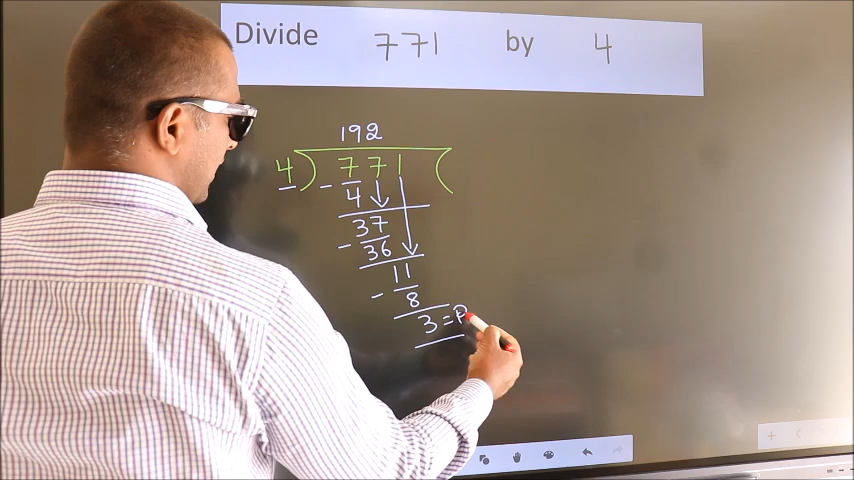 Divide 771 by 4
192
4 ) 771 (
- 4
37
- 36
11
- 8
3 = R